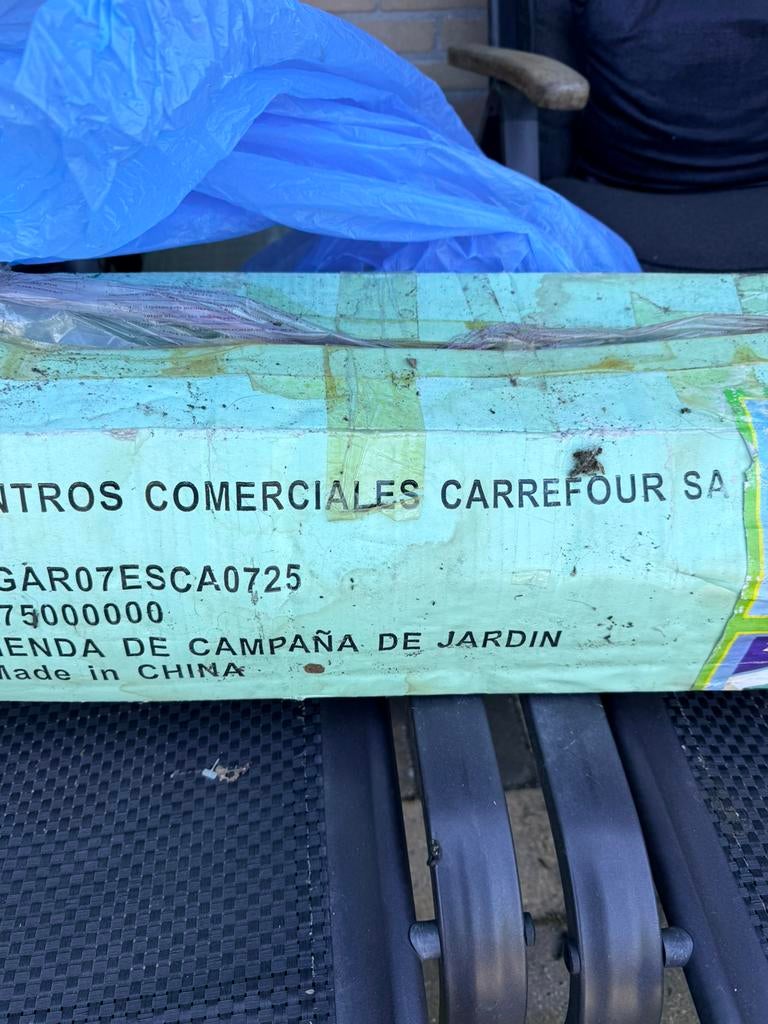 NTROS COMERCIALES CARREFOUR SA
GAR07ESCA0725
75000000
IENDA DE CAMPAÑA DE JARDIN
Made in CHINA